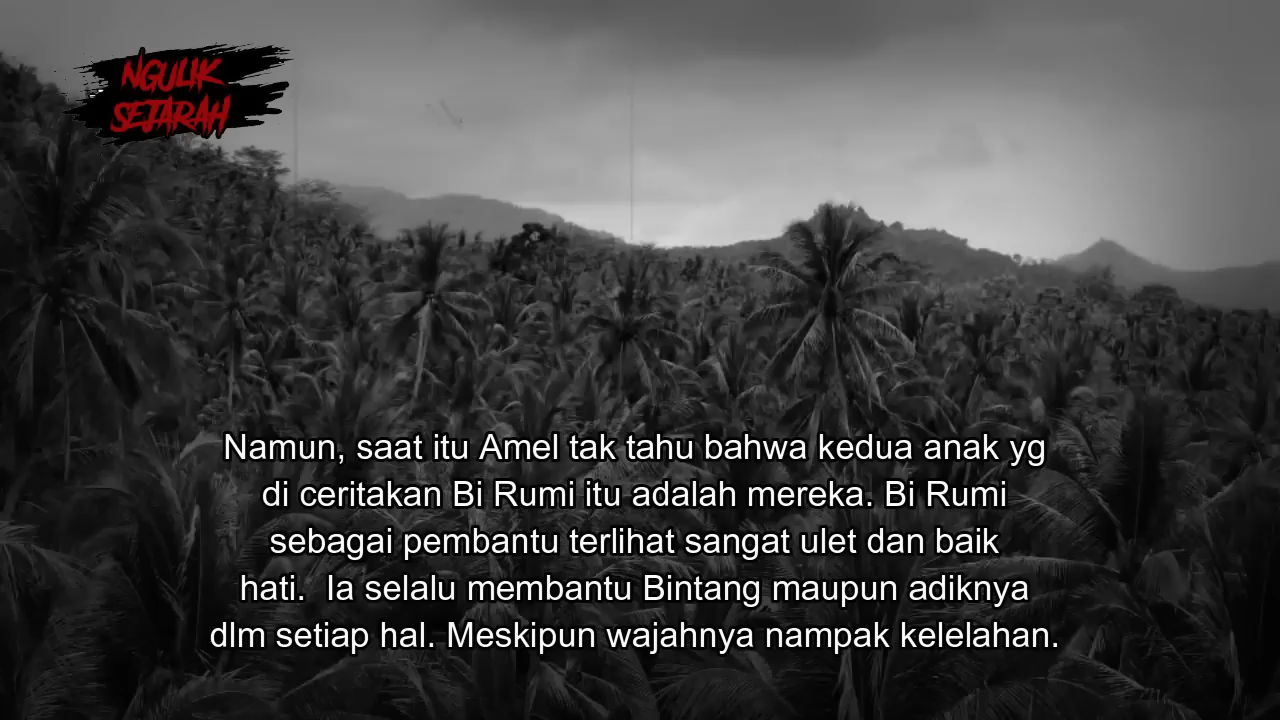 NGULIK
SEJARAH
Namun, saat itu Amel tak tahu bahwa kedua anak yg
di ceritakan Bi Rumi itu adalah mereka. Bi Rumi
sebagai pembantu terlihat sangat ulet dan baik
hati.  Ia selalu membantu Bintang maupun adiknya
dlm setiap hal. Meskipun wajahnya nampak kelelahan.